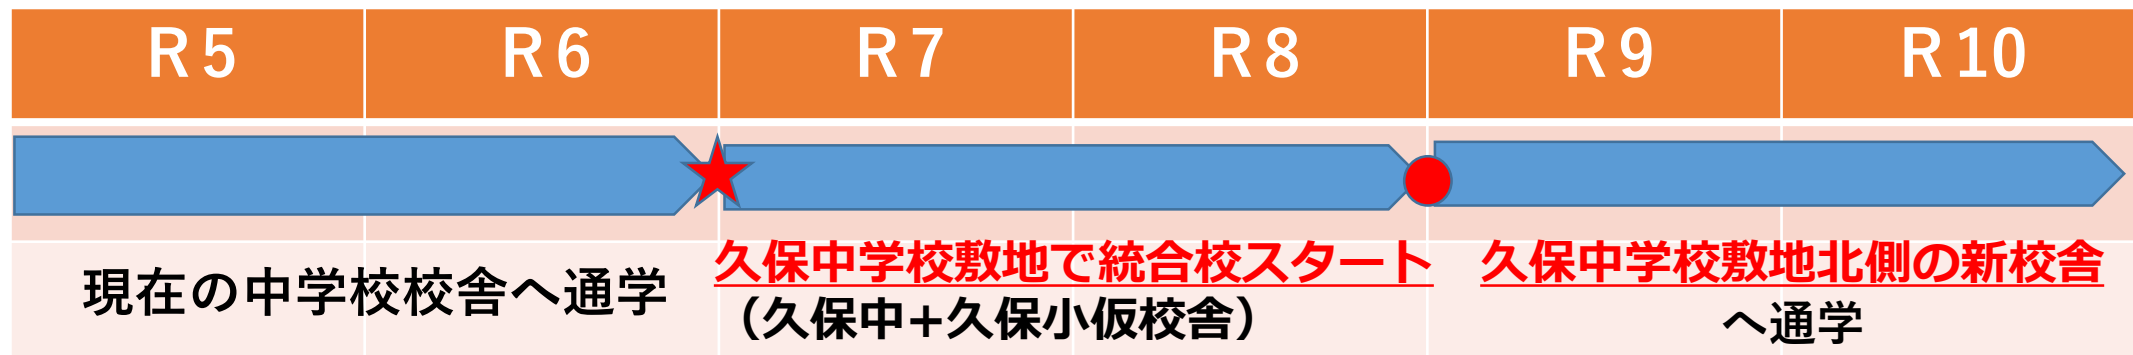 R5 R6 R7 R8 R9 R10
現在の中学校校舎へ通学
久保中学校敷地で統合校スタート
（久保中+久保小仮校舎）
久保中学校敷地北側の新校舎
へ通学